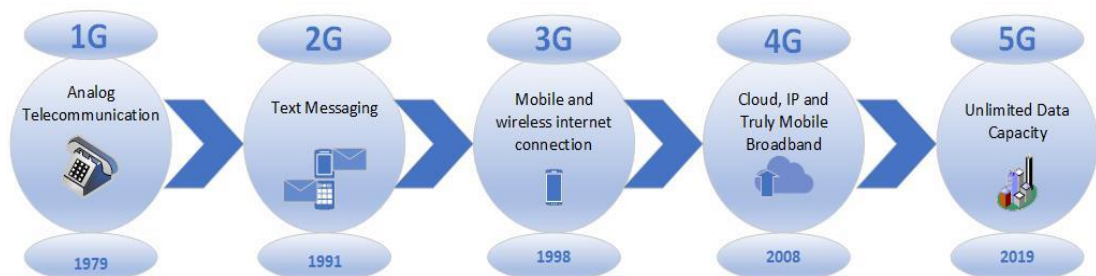 1G
Analog
Telecommunication
1979
2G
Text Messaging
1991
3G
Mobile and
wireless internet
connection
1998
4G
Cloud, IP and
Truly Mobile
Broadband
2008
5G
Unlimited Data
Capacity
2019